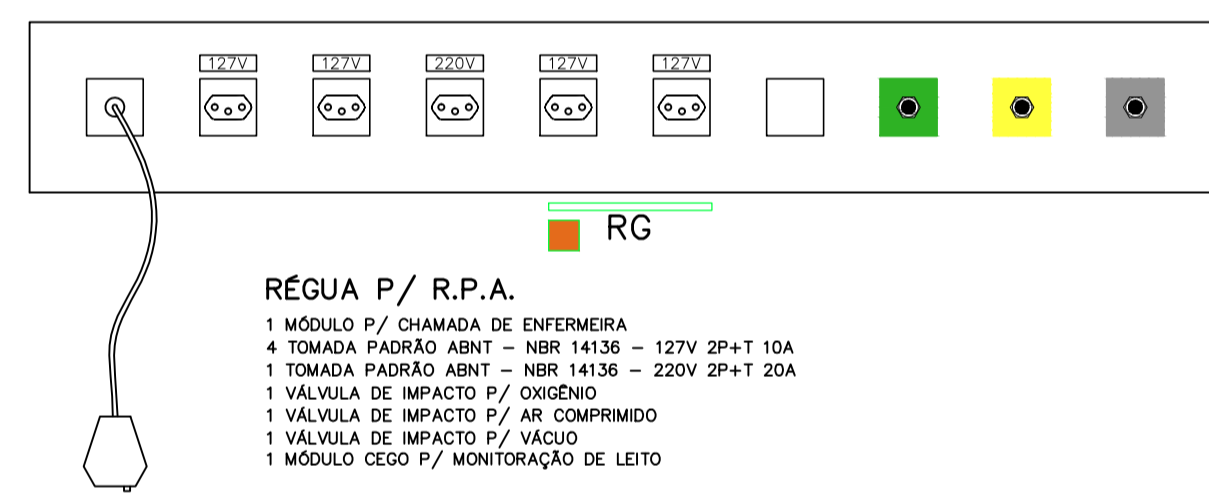 127V 127V 220V 127V 127V
RG
RÉGUA P/ R.P.A.
1 MÓDULO P/ CHAMADA DE ENFERMEIRA
4 TOMADA PADRÃO ABNT – NBR 14136 – 127V 2P+T 10A
1 TOMADA PADRÃO ABNT – NBR 14136 – 220V 2P+T 20A
1 VÁLVULA DE IMPACTO P/ OXIGÊNIO
1 VÁLVULA DE IMPACTO P/ AR COMPRIMIDO
1 VÁLVULA DE IMPACTO P/ VÁCUO
1 MÓDULO CEGO P/ MONITORAÇÃO DE LEITO